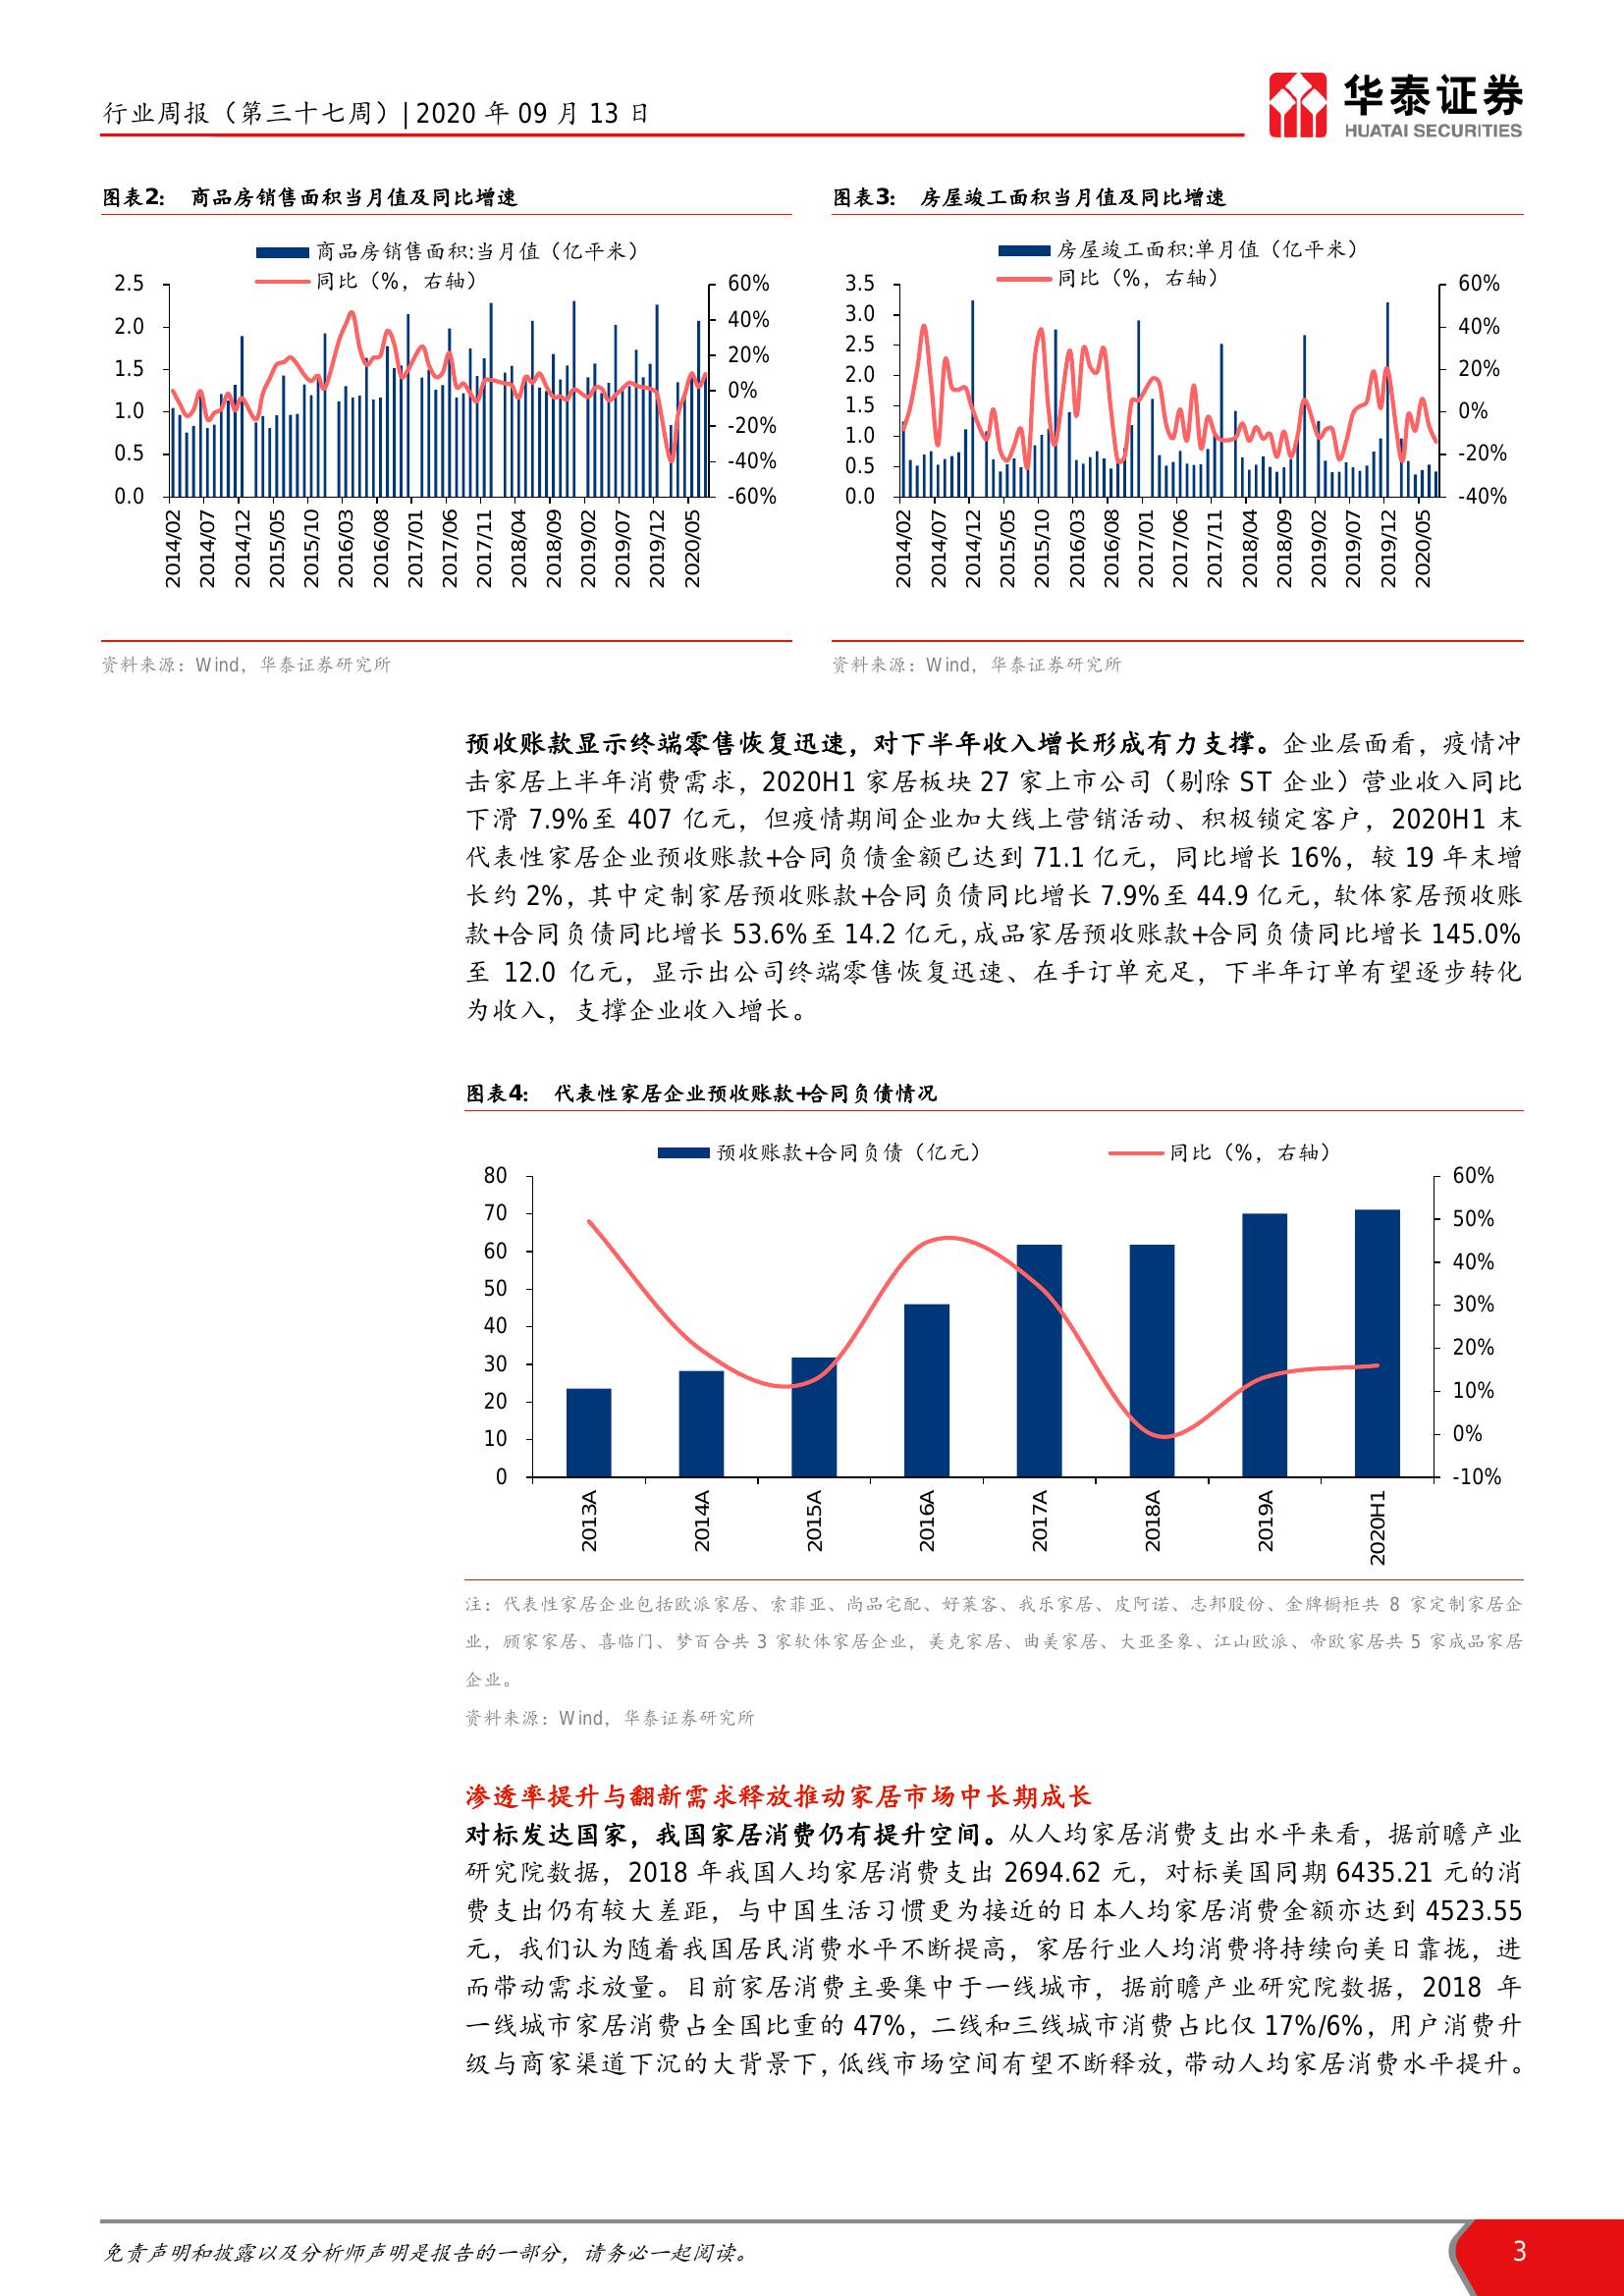 行业周报（第三十七周）|2020 年 09 月 13 日
华泰证券
HUATAI SECURITIES
图表2： 商品房销售面积当月值及同比增速
商品房销售面积:当月值（亿平米）
同比（%，右轴）
2.5
2.0
1.5
1.0
0.5
0.0
60%
40%
20%
0%
-20%
-40%
-60%
2014/02
2014/07
2014/12
2015/05
2015/10
2016/03
2016/08
2017/01
2017/06
2017/11
2018/04
2018/09
2019/02
2019/07
2019/12
2020/05
资料来源：Wind，华泰证券研究所
图表3： 房屋竣工面积当月值及同比增速
房屋竣工面积:单月值（亿平米）
同比（%，右轴）
3.5
3.0
2.5
2.0
1.5
1.0
0.5
0.0
60%
40%
20%
0%
-20%
-40%
2014/02
2014/07
2014/12
2015/05
2015/10
2016/03
2016/08
2017/01
2017/06
2017/11
2018/04
2018/09
2019/02
2019/07
2019/12
2020/05
资料来源：Wind，华泰证券研究所
预收账款显示终端零售恢复迅速，对下半年收入增长形成有力支撑。企业层面看，疫情冲
击家居上半年消费需求，2020H1 家居板块 27 家上市公司（剔除 ST 企业）营业收入同比
下滑 7.9%至 407 亿元，但疫情期间企业加大线上营销活动、积极锁定客户，2020H1 末
代表性家居企业预收账款+合同负债金额已达到 71.1 亿元，同比增长 16%，较 19 年末增
长约 2%，其中定制家居预收账款+合同负债同比增长 7.9%至 44.9 亿元，软体家居预收账
款+合同负债同比增长 53.6%至 14.2 亿元，成品家居预收账款+合同负债同比增长 145.0%
至 12.0 亿元，显示出公司终端零售恢复迅速、在手订单充足，下半年订单有望逐步转化
为收入，支撑企业收入增长。
图表4： 代表性家居企业预收账款+合同负债情况
预收账款+合同负债（亿元）
同比（%，右轴）
80
70
60
50
40
30
20
10
0
60%
50%
40%
30%
20%
10%
0%
-10%
2013A
2014A
2015A
2016A
2017A
2018A
2019A
2020H1
注：代表性家居企业包括欧派家居、索菲亚、尚品宅配、好莱客、我乐家居、皮阿诺、志邦股份、金牌橱柜共 8 家定制家居企
业，顾家家居、喜临门、梦百合共 3 家软体家居企业，美克家居、曲美家居、大亚圣象、江山欧派、帝欧家居共 5 家成品家居
企业。
资料来源：Wind，华泰证券研究所
渗透率提升与翻新需求释放推动家居市场中长期成长
对标发达国家，我国家居消费仍有提升空间。从人均家居消费支出水平来看，据前瞻产业
研究院数据，2018 年我国人均家居消费支出 2694.62 元，对标美国同期 6435.21 元的消
费支出仍有较大差距，与中国生活习惯更为接近的日本人均家居消费金额亦达到 4523.55
元，我们认为随着我国居民消费水平不断提高，家居行业人均消费将持续向美日靠拢，进
而带动需求放量。目前家居消费主要集中于一线城市，据前瞻产业研究院数据，2018 年
一线城市家居消费占全国比重的 47%，二线和三线城市消费占比仅 17%/6%，用户消费升
级与商家渠道下沉的大背景下，低线市场空间有望不断释放，带动人均家居消费水平提升。
免责声明和披露以及分析师声明是报告的一部分，请务必一起阅读。
3